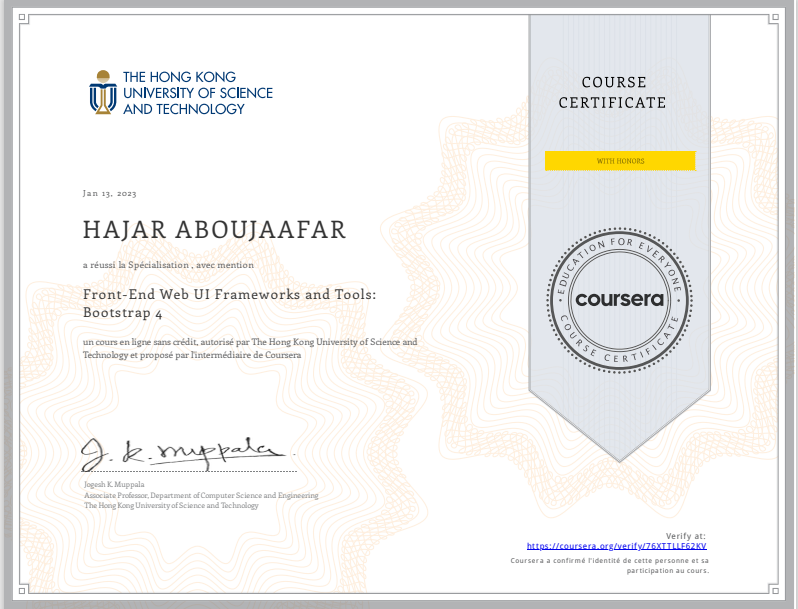 THE HONG KONG
UNIVERSITY OF SCIENCE
AND TECHNOLOGY
COURSE
CERTIFICATE
WITH HONORS
Jan 13, 2023
HAJAR ABOUJAAFAR
a réussi la Spécialisation , avec mention
Front-End Web UI Frameworks and Tools:
Bootstrap 4
un cours en ligne sans crédit, autorisé par The Hong Kong University of Science and
Technology et proposé par l'intermédiaire de Coursera
EDUCATION FOR EVERYONE
coursera
COURSE CERTIFICATE
J. K. Muppala
Jogesh K. Muppala
Associate Professor, Department of Computer Science and Engineering
The Hong Kong University of Science and Technology
Verify at:
https://coursera.org/verify/76XTTLLF62KV
Coursera a confirmé l'identité de cette personne et sa
participation au cours.